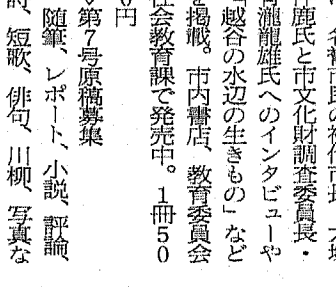 名誉市民の
鹿氏と市文化財調査委員長・
瀧龍雄氏へのインタビューや
「越谷の水辺の生きもの」など
を掲載。市内書店、教育委員会
社会教育課で発売中。1冊50
0円
第7号原稿募集
随筆、レポート、小説、評論、
詩、短歌、俳句、川柳、写真な